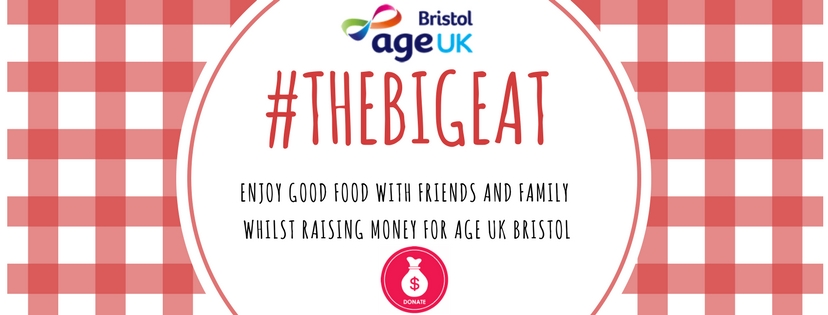 Bristol
age UK
#THEBIGEAT
ENJOY GOOD FOOD WITH FRIENDS AND FAMILY
WHILST RAISING MONEY FOR AGE UK BRISTOL
$
DONATE